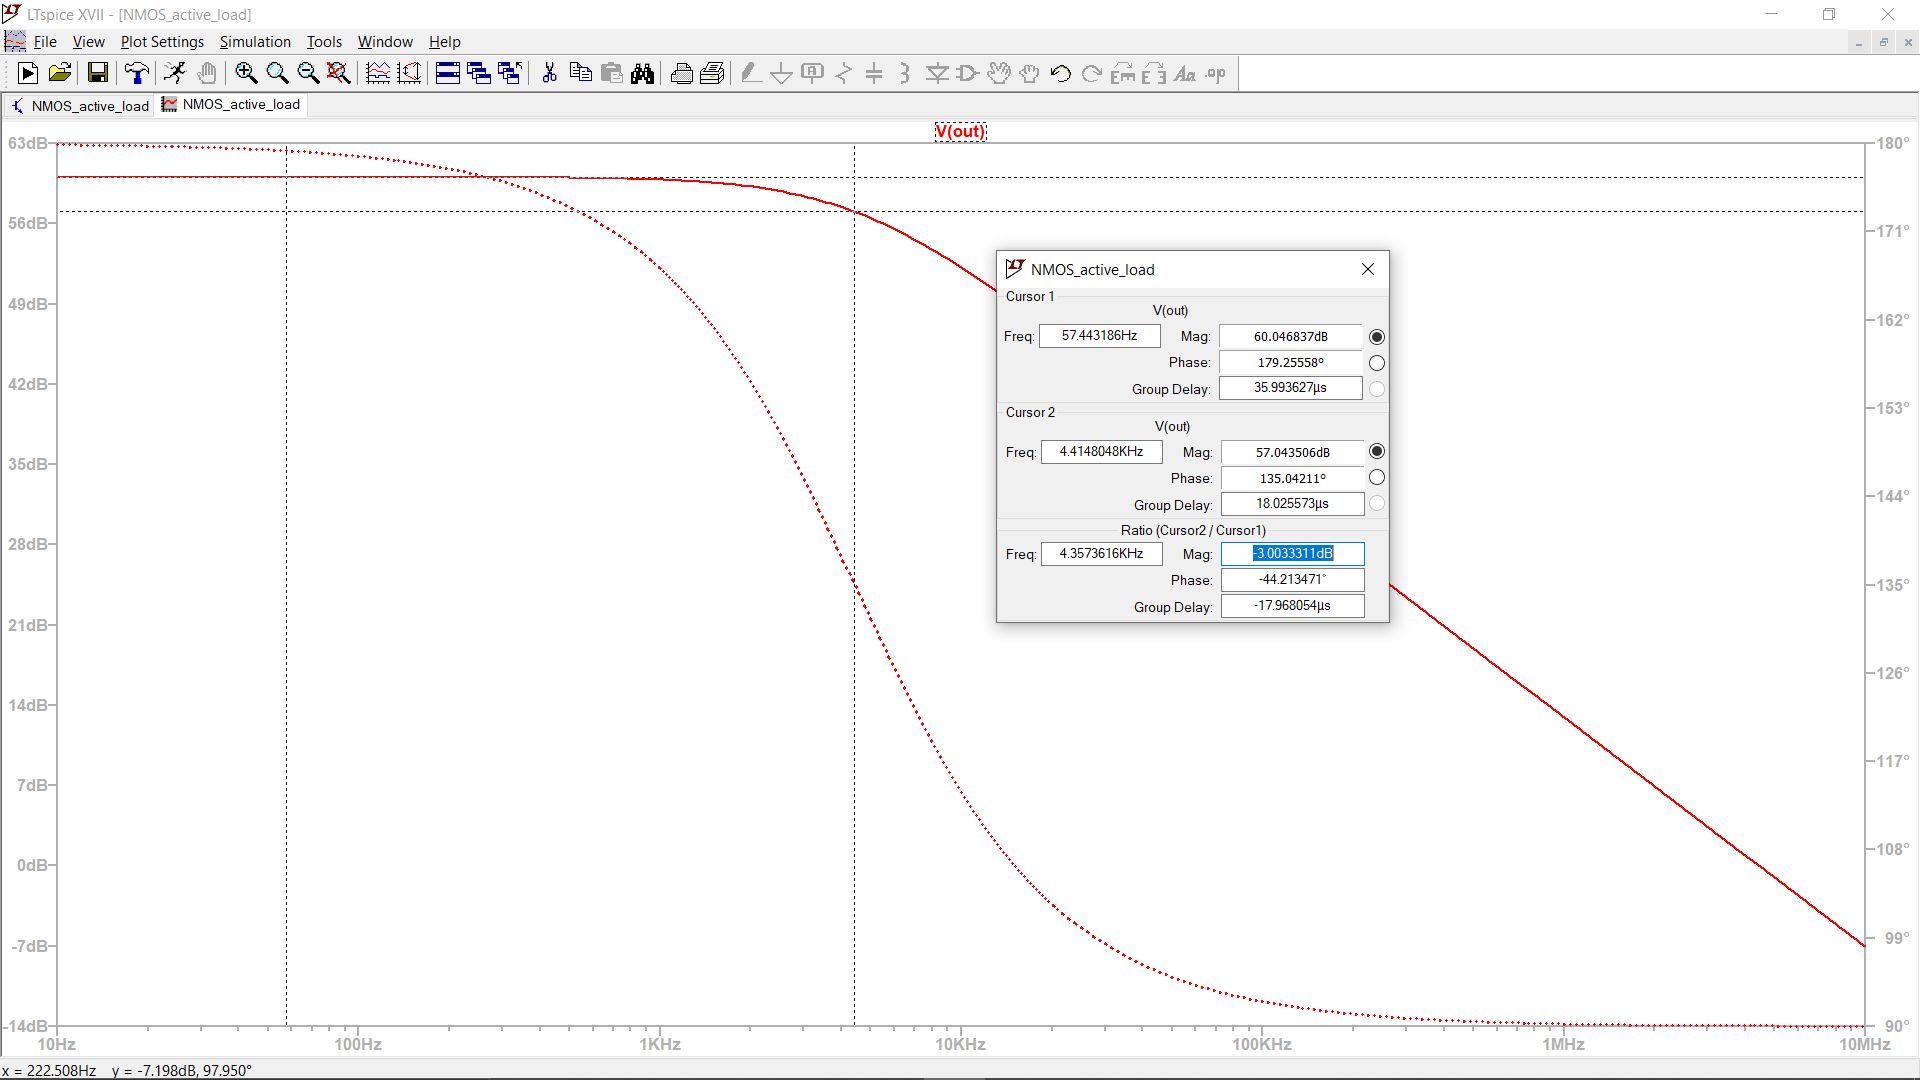 LTspice XVII - [NMOS_active_load]
File View Plot Settings Simulation Tools Window Help
Aa .op
NMOS_active_load NMOS_active_load
V(out)
63dB
56dB
49dB
42dB
35dB
28dB
21dB
14dB
7dB
0dB
-7dB
-14dB
180°
171°
162°
153°
144°
135°
126°
117°
108°
99°
90°
10Hz 100Hz 1KHz 10KHz 100KHz 1MHz 10MHz
NMOS_active_load
Cursor 1
V(out)
Freq: 57.443186Hz Mag: 60.046837dB
Phase: 179.25558°
Group Delay: 35.993627µs
Cursor 2
V(out)
Freq: 4.4148048KHz Mag: 57.043506dB
Phase: 135.04211°
Group Delay: 18.025573µs
Ratio (Cursor2 / Cursor1)
Freq: 4.3573616KHz Mag: -3.0033311dB
Phase: -44.213471°
Group Delay: -17.968054µs
x = 222.508Hz y = -7.198dB, 97.950°